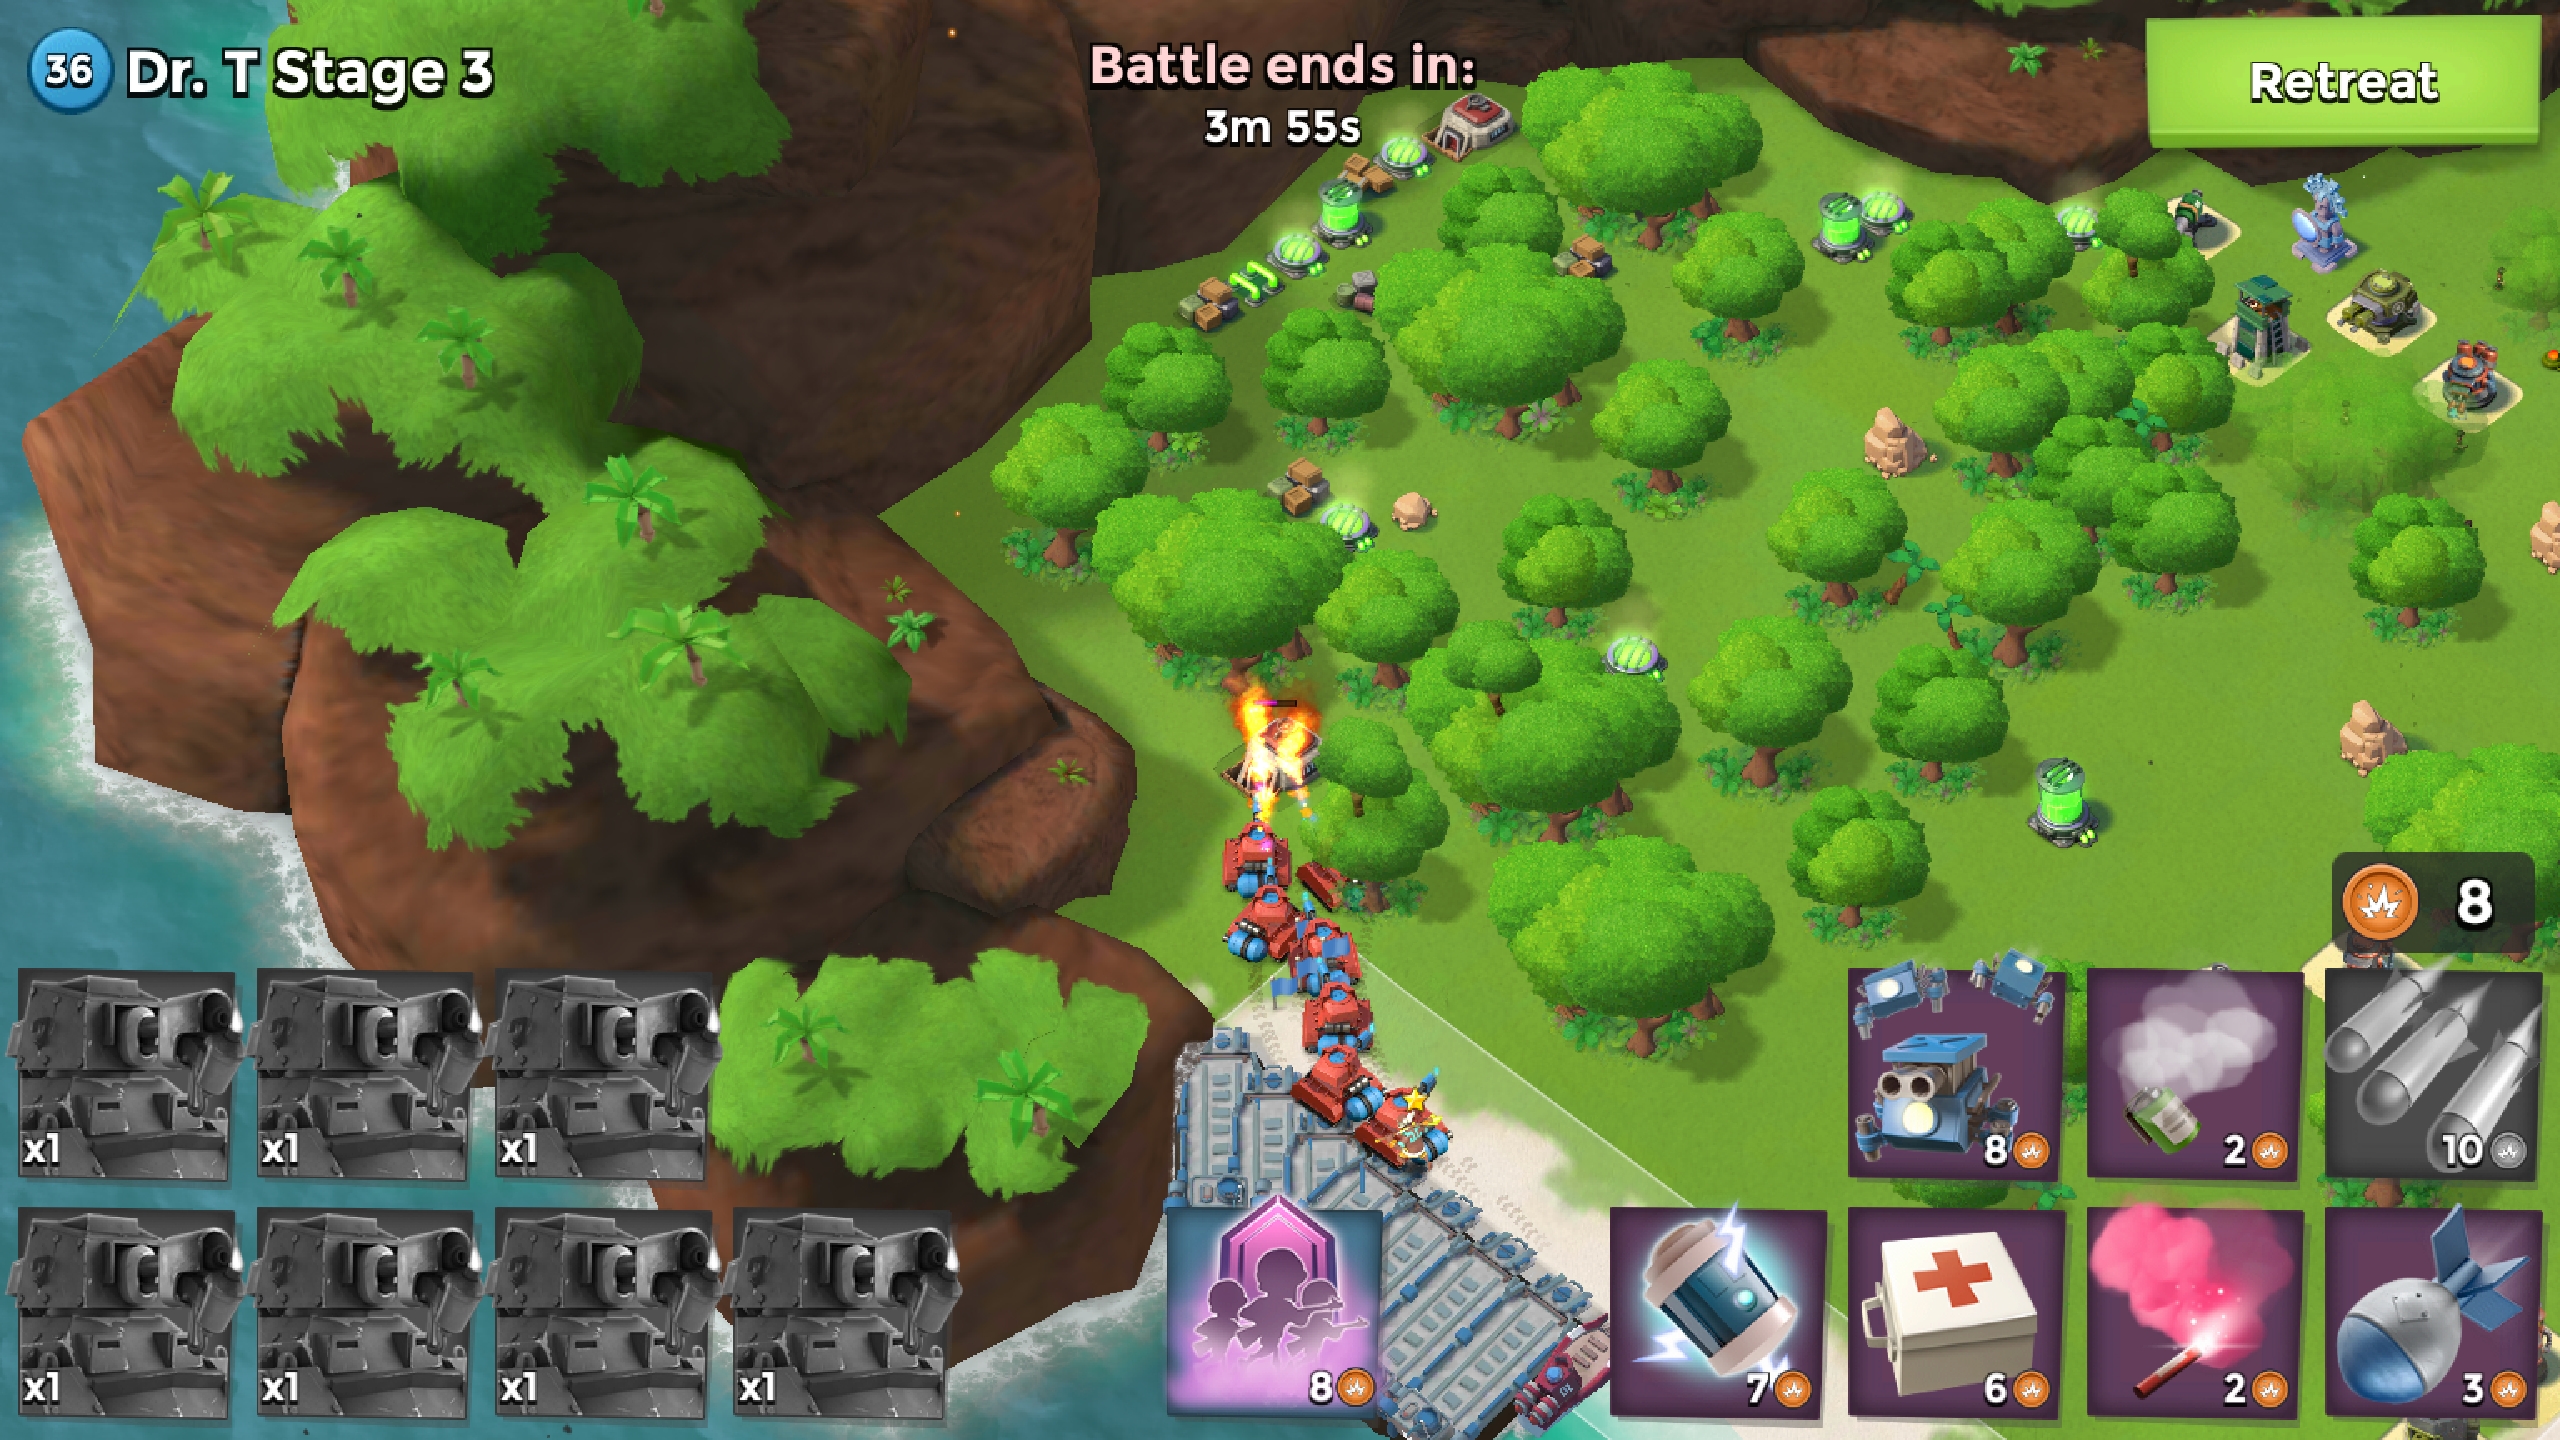 36 Dr. T Stage 3
Battle ends in:
3m 55s
Retreat
8
x1 x1 x1
8 2 10
x1 x1 x1 x1
8 7 6 2 3